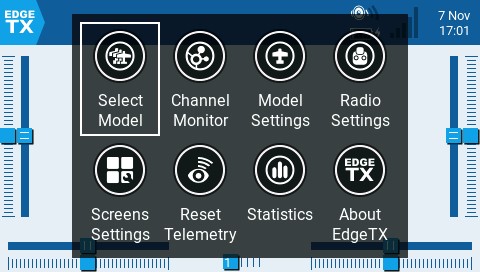 EDGE
TX
7 Nov
17:01
Select
Model
Channel
Monitor
Model
Settings
Radio
Settings
Screens
Settings
Reset
Telemetry
Statistics
EDGE
TX
About
EdgeTX
1